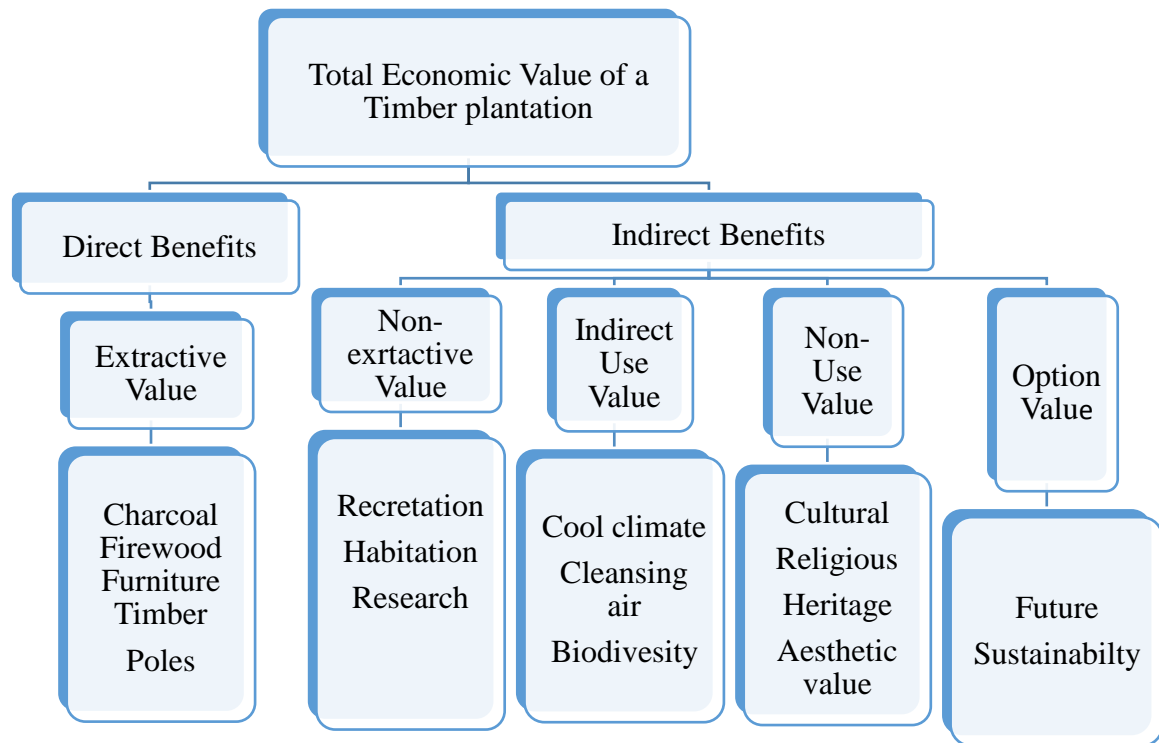 Total Economic Value of a
Timber plantation
Direct Benefits
Indirect Benefits
Extractive
Value
Non-
exrtactive
Value
Indirect
Use
Value
Non-
Use
Value
Option
Value
Charcoal
Firewood
Furniture
Timber
Poles
Recretation
Habitation
Research
Cool climate
Cleansing
air
Biodivesity
Cultural
Religious
Heritage
Aesthetic
value
Future
Sustainabilty